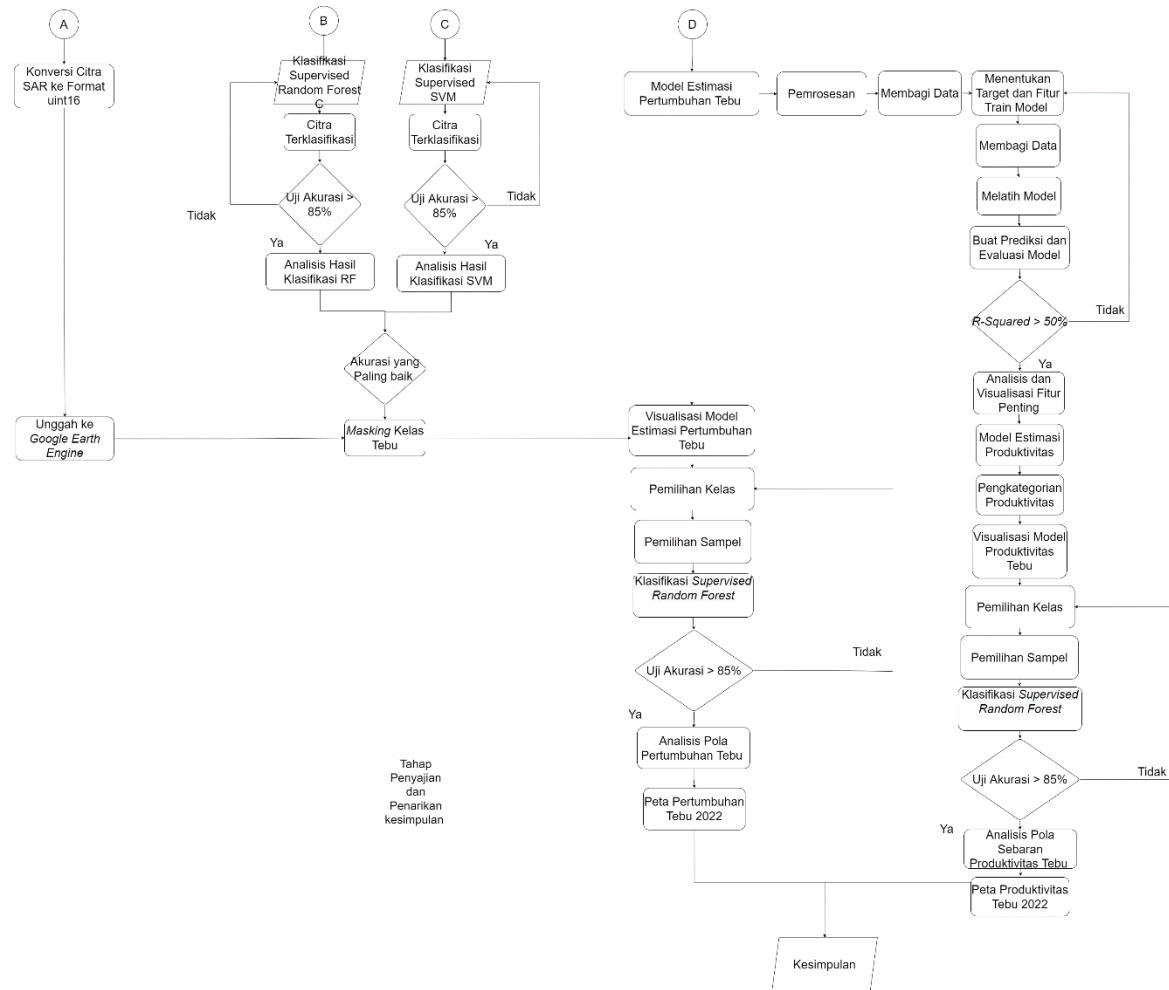 A
Konversi Citra
SAR ke Format
uint16
Unggah ke
Google Earth
Engine
B
Klasifikasi
Supervised
Random Forest
C
Citra
Terklasifikasi
Uji Akurasi >
85%
Tidak
Ya
Analisis Hasil
Klasifikasi RF
C
Klasifikasi
Supervised
SVM
Citra
Terklasifikasi
Uji Akurasi >
85%
Tidak
Ya
Analisis Hasil
Klasifikasi SVM
Akurasi yang
Paling baik
Masking Kelas
Tebu
D
Model Estimasi
Pertumbuhan Tebu
Pemrosesan
Membagi Data
Menentukan
Target dan Fitur
Train Model
Membagi Data
Melatih Model
Buat Prediksi dan
Evaluasi Model
R-Squared > 50%
Tidak
Ya
Analisis dan
Visualisasi Fitur
Penting
Model Estimasi
Produktivitas
Pengkategorian
Produktivitas
Visualisasi Model
Produktivitas
Tebu
Pemilihan Kelas
Pemilihan Sampel
Klasifikasi Supervised
Random Forest
Uji Akurasi > 85%
Tidak
Ya
Analisis Pola
Sebaran
Produktivitas Tebu
Peta Produktivitas
Tebu 2022
Visualisasi Model
Estimasi Pertumbuhan
Tebu
Pemilihan Kelas
Pemilihan Sampel
Klasifikasi Supervised
Random Forest
Uji Akurasi > 85%
Tidak
Ya
Analisis Pola
Pertumbuhan Tebu
Peta Pertumbuhan
Tebu 2022
Tahap
Penyajian
dan
Penarikan
kesimpulan
Kesimpulan